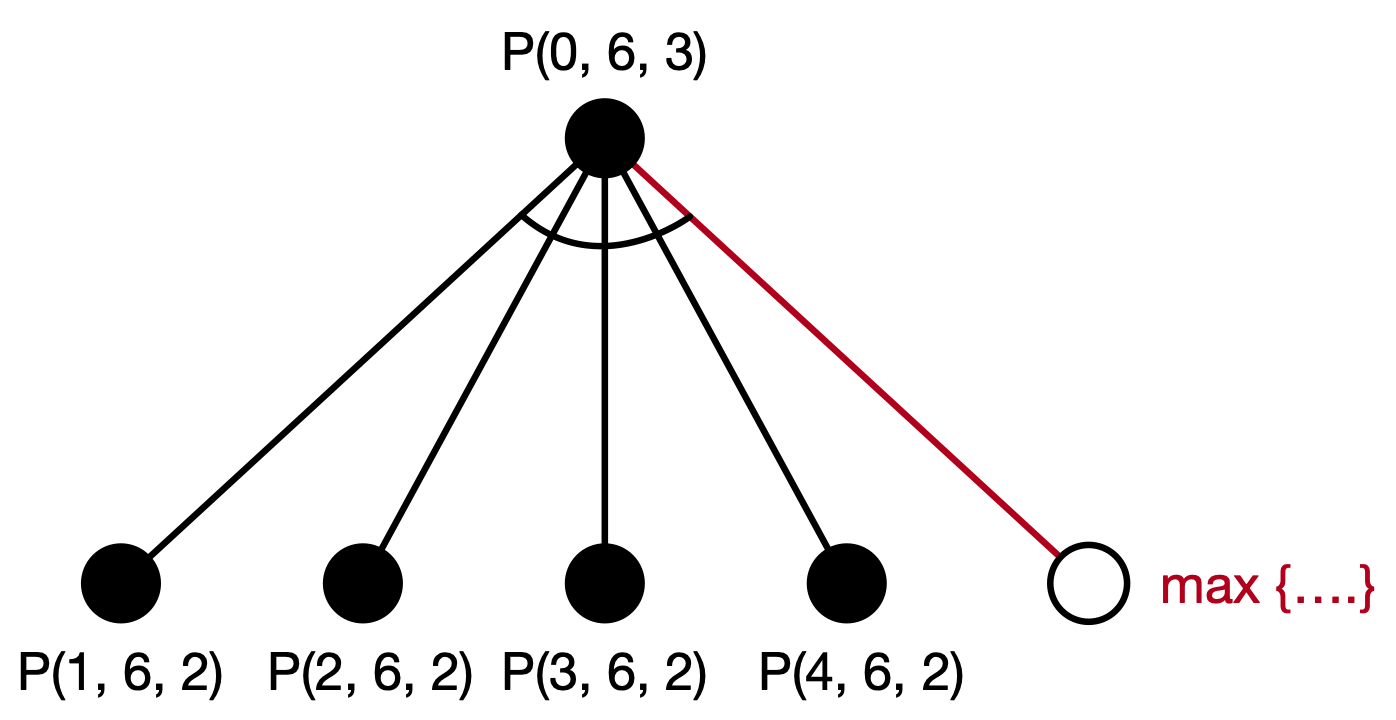 P(0, 6, 3)
max {....}
P(1, 6, 2) P(2, 6, 2) P(3, 6, 2) P(4, 6, 2)